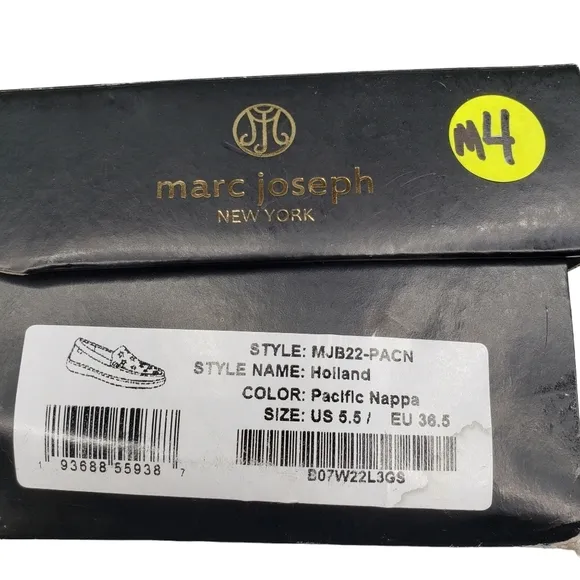 marc joseph
NEW YORK
M4
STYLE: MJB22-PACN
STYLE NAME: Holland
COLOR: Pacific Nappa
SIZE: US 5.5 / EU 36.5
1 93688 55938 7
B07W22L3GS